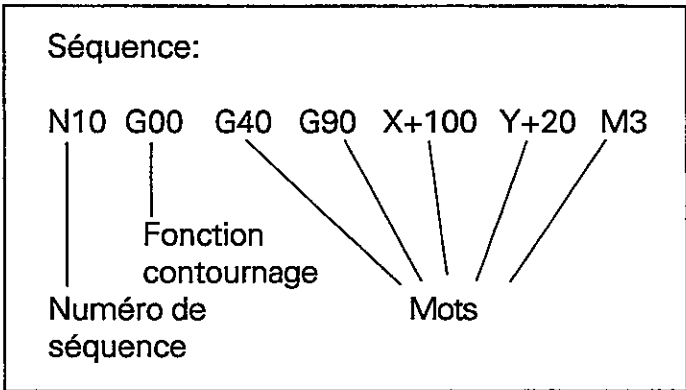 Séquence:
N10 G00 G40 G90 X+100 Y+20 M3
Fonction
contournage
Numéro de
séquence
Mots